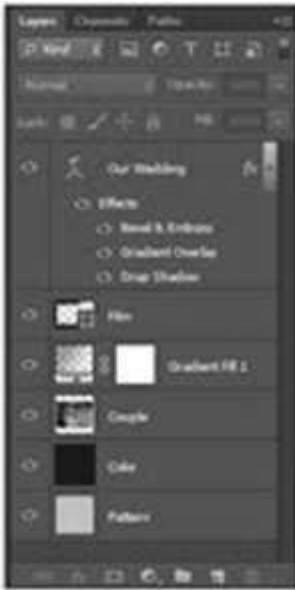 Layers Channels Paths
Kind
Normal Opacity:
Lock: Fill:
Our Wedding fx
Effects
Bevel & Emboss
Gradient Overlay
Drop Shadow
Film
Gradient Fill 1
Couple
Color
Pattern